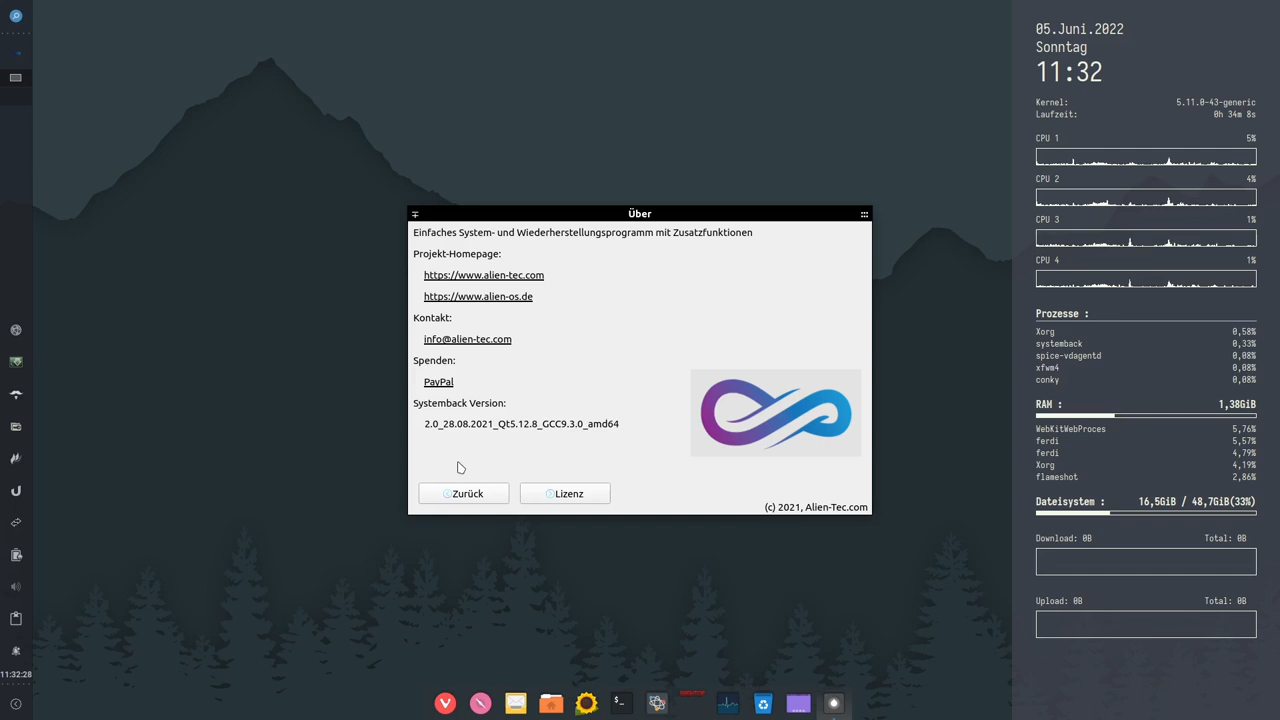 Über
Einfaches System- und Wiederherstellungsprogramm mit Zusatzfunktionen
Projekt-Homepage:
https://www.alien-tec.com
https://www.alien-os.de
Kontakt:
info@alien-tec.com
Spenden:
PayPal
Systemback Version:
2.0_28.08.2021_Qt5.12.8_GCC9.3.0_amd64
Zurück
Lizenz
(c) 2021, Alien-Tec.com
05.Juni.2022
Sonntag
11:32
Kernel: 5.11.0-43-generic
Laufzeit: 0h 34m 8s
CPU 1 5%
CPU 2 4%
CPU 3 1%
CPU 4 1%
Prozesse :
Xorg 0,58%
systemback 0,33%
spice-vdagentd 0,08%
xfwm4 0,08%
conky 0,08%
RAM : 1,38GiB
WebKitWebProces 5,76%
ferdi 5,57%
ferdi 4,79%
Xorg 4,19%
flameshot 2,86%
Dateisystem : 16,5GiB / 48,7GiB(33%)
Download: 0B Total: 0B
Upload: 0B Total: 0B
11:32:28
$_